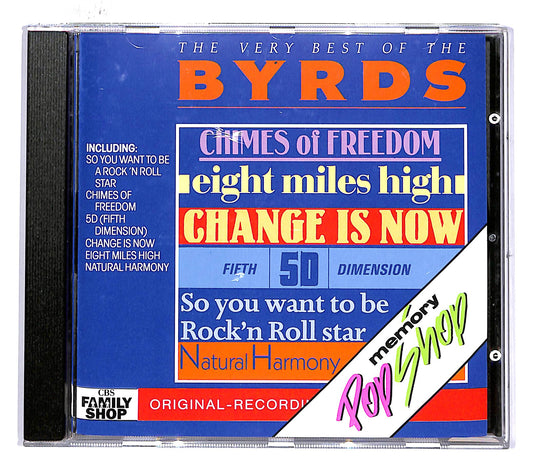 THE VERY BEST OF THE
BYRDS
INCLUDING:
SO YOU WANT TO BE
A ROCK 'N ROLL
STAR
CHIMES OF
FREEDOM
5D (FIFTH
DIMENSION)
CHANGE IS NOW
EIGHT MILES HIGH
NATURAL HARMONY
CHIMES of FREEDOM
eight miles high
CHANGE IS NOW
FIFTH 5D DIMENSION
So you want to be
Rock'n Roll star
Natural Harmony
memory
Pop Shop
CBS
FAMILY
SHOP
ORIGINAL-RECORDIN